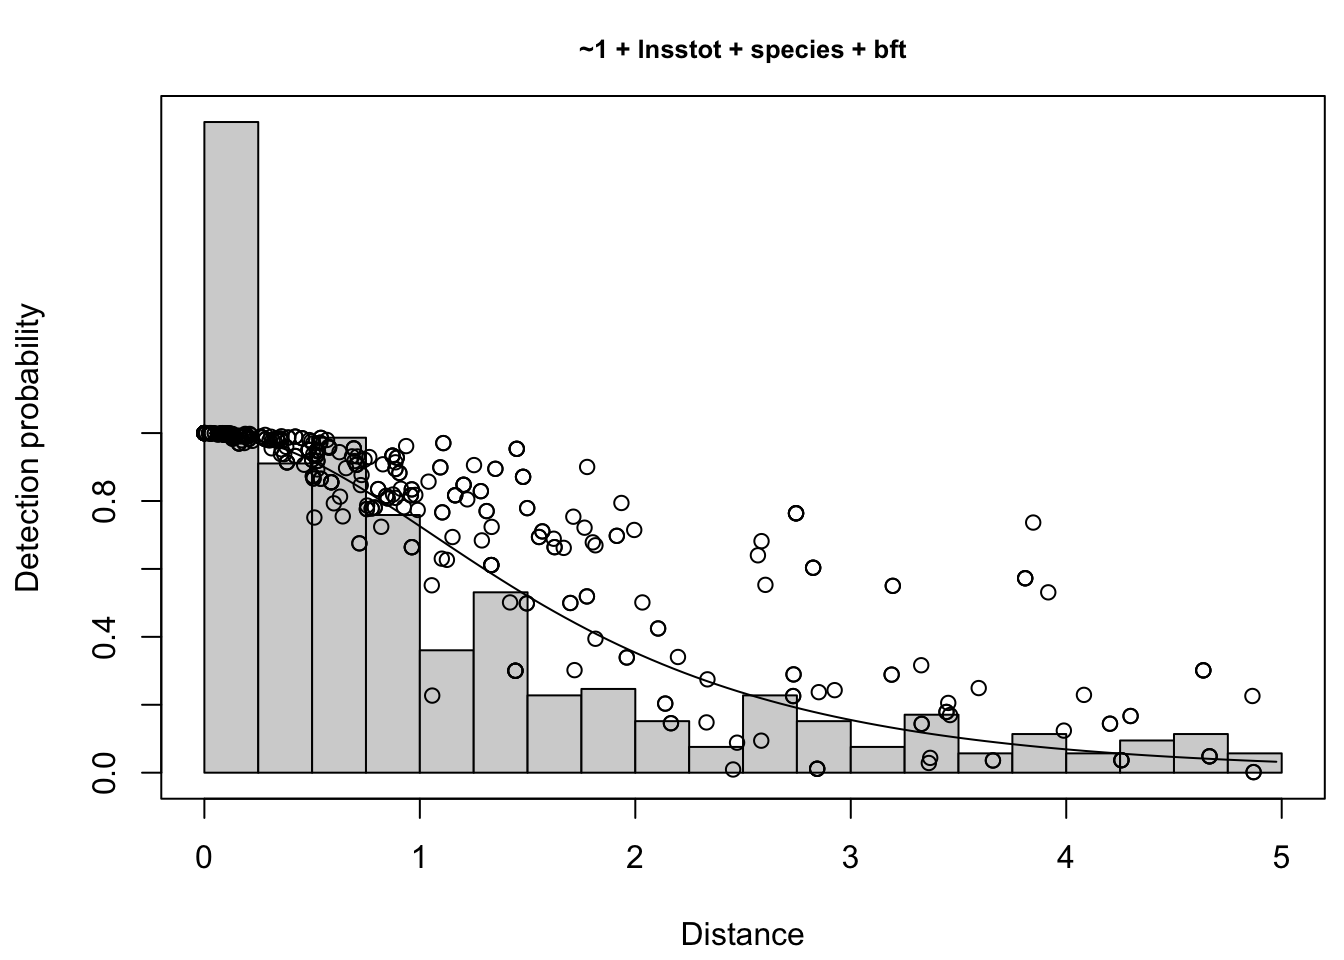 ~1 + lnsstot + species + bft
Detection probability
0.8
0.4
0.0
0 1 2 3 4 5
Distance